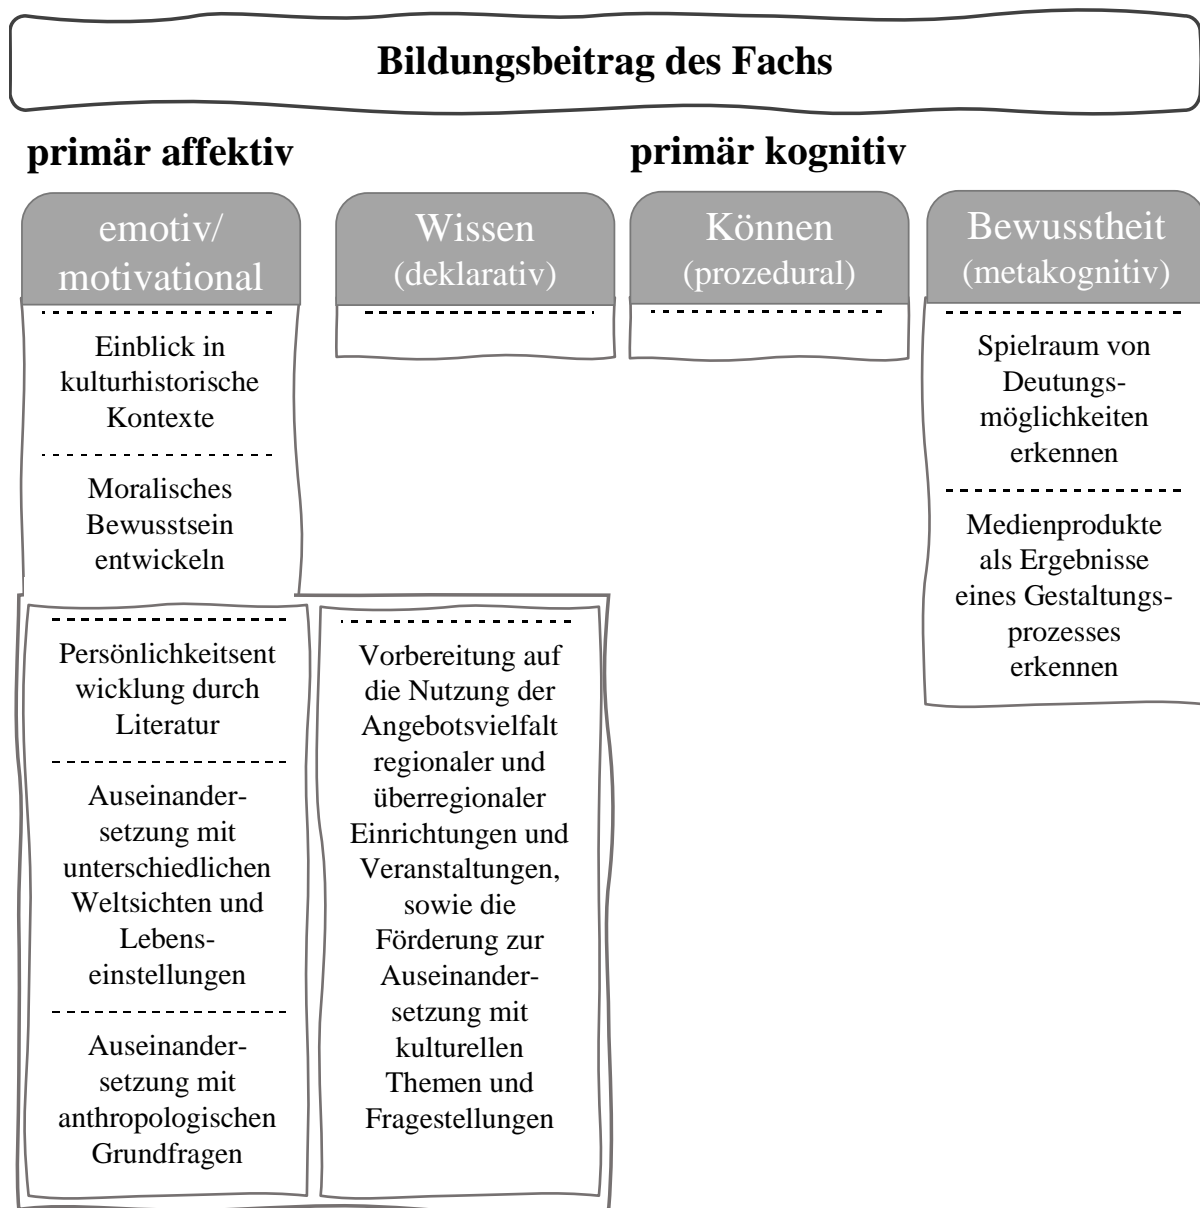 Bildungsbeitrag des Fachs
primär affektiv
primär kognitiv
emotiv/
motivational
Wissen
(deklarativ)
Können
(prozedural)
Bewusstheit
(metakognitiv)
Einblick in
kulturhistorische
Kontexte
Moralisches
Bewusstsein
entwickeln
Persönlichkeitsent
wicklung durch
Literatur
Auseinander-
setzung mit
unterschiedlichen
Weltsichten und
Lebens-
einstellungen
Auseinander-
setzung mit
anthropologischen
Grundfragen
Vorbereitung auf
die Nutzung der
Angebotsvielfalt
regionaler und
überregionaler
Einrichtungen und
Veranstaltungen,
sowie die
Förderung zur
Auseinander-
setzung mit
kulturellen
Themen und
Fragestellungen
Spielraum von
Deutungs-
möglichkeiten
erkennen
Medienprodukte
als Ergebnisse
eines Gestaltungs-
prozesses
erkennen